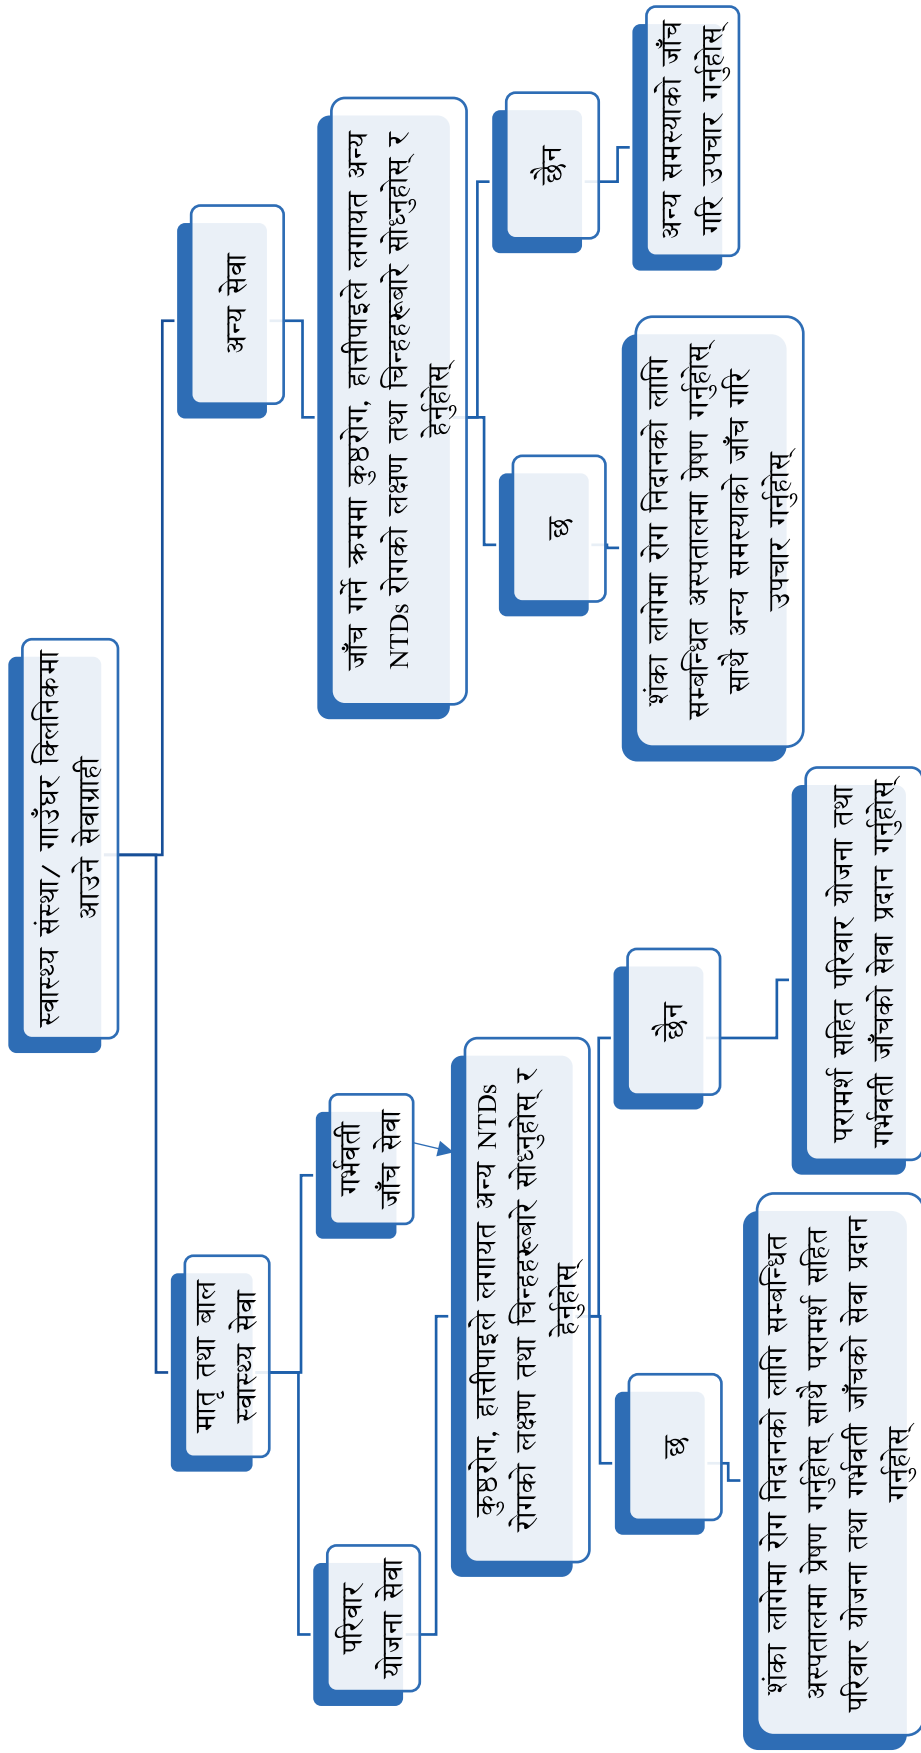 स्वास्थ्य संस्था/ गाउँघर क्लिनिकमा
आउने सेवाग्राही
मातृ तथा बाल
स्वास्थ्य सेवा
अन्य सेवा
परिवार
योजना सेवा
गर्भवती
जाँच सेवा
कुष्ठरोग, हात्तीपाइले लगायत अन्य NTDs
रोगको लक्षण तथा चिन्हहरूबारे सोध्नुहोस् र
हेर्नुहोस्
छ
छैन
शंका लागेमा रोग निदानको लागि सम्बन्धित
अस्पतालमा प्रेषण गर्नुहोस् साथै परामर्श सहित
परिवार योजना तथा गर्भवती जाँचको सेवा प्रदान
गर्नुहोस्
परामर्श सहित परिवार योजना तथा
गर्भवती जाँचको सेवा प्रदान गर्नुहोस्
जाँच गर्ने क्रममा कुष्ठरोग, हात्तीपाइले लगायत अन्य
NTDs रोगको लक्षण तथा चिन्हहरूबारे सोध्नुहोस् र
हेर्नुहोस्
छ
छैन
शंका लागेमा रोग निदानको लागि
सम्बन्धित अस्पतालमा प्रेषण गर्नुहोस्
साथै अन्य समस्याको जाँच गरि
उपचार गर्नुहोस्
अन्य समस्याको जाँच
गरि उपचार गर्नुहोस्